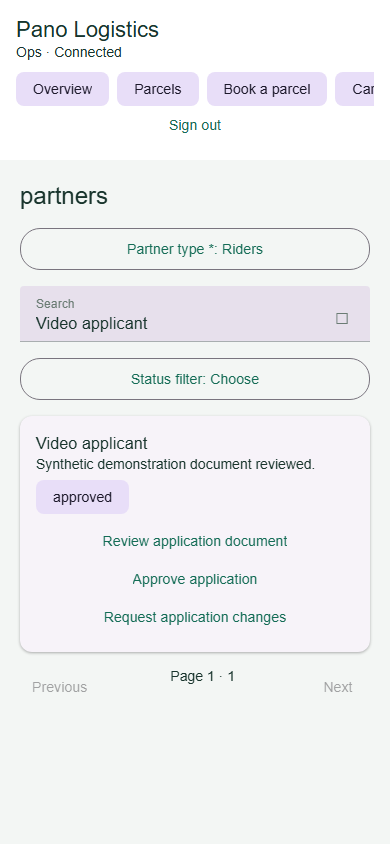 Pano Logistics
Ops · Connected
Overview
Parcels
Book a parcel
Sign out
partners
Partner type *: Riders
Search
Video applicant
Status filter: Choose
Video applicant
Synthetic demonstration document reviewed.
approved
Review application document
Approve application
Request application changes
Page 1 · 1
Previous
Next